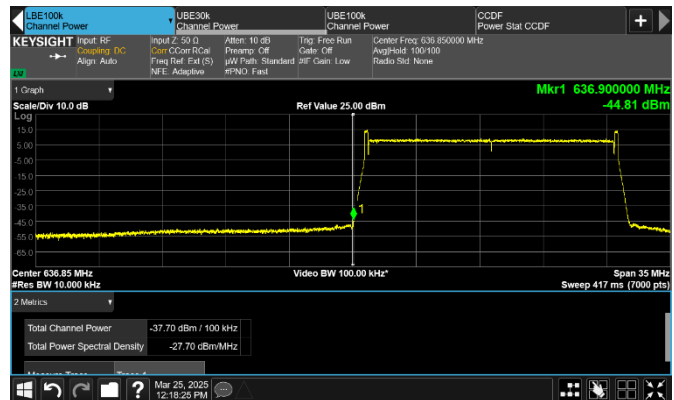 LBE100k
Channel Power
UBE30k
Channel Power
UBE100k
Channel Power
CCDF
Power Stat CCDF
KEYSIGHT
Input: RF
Coupling: DC
Align: Auto
Input Z: 50 Ω
Corr CCorr RCal
Freq Ref: Ext (S)
NFE: Adaptive
Atten: 10 dB
Preamp: Off
µW Path: Standard
#PNO: Fast
Trig: Free Run
Gate: Off
#IF Gain: Low
Center Freq: 636.850000 MHz
Avg|Hold: 100/100
Radio Std: None
LXI
1 Graph
Mkr1 636.900000 MHz
Scale/Div 10.0 dB
Ref Value 25.00 dBm
-44.81 dBm
Log
15.0
5.00
-5.00
-15.0
-25.0
-35.0
-45.0
-55.0
-65.0
1
Center 636.85 MHz
Video BW 100.00 kHz*
Span 35 MHz
#Res BW 10.000 kHz
Sweep 417 ms (7000 pts)
2 Metrics
Total Channel Power -37.70 dBm / 100 kHz
Total Power Spectral Density -27.70 dBm/MHz
Measure Trace Trace 1
?
Mar 25, 2025
12:18:25 PM